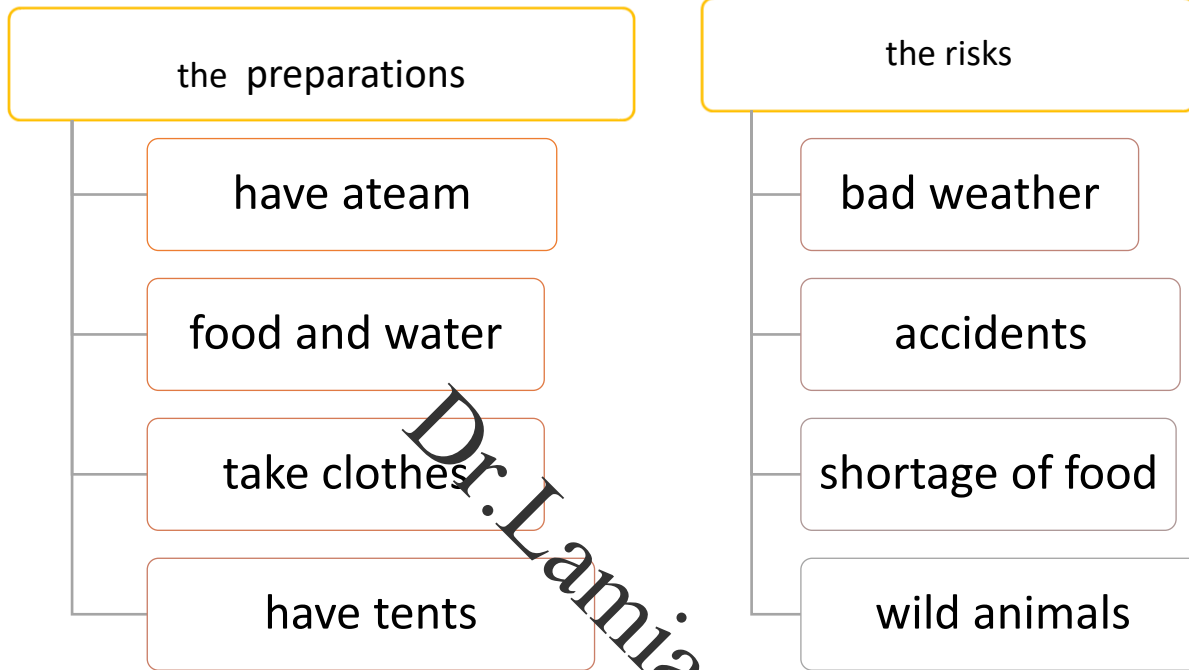 the preparations
have ateam
food and water
take clothes
have tents
the risks
bad weather
accidents
shortage of food
wild animals
Dr.Lamia